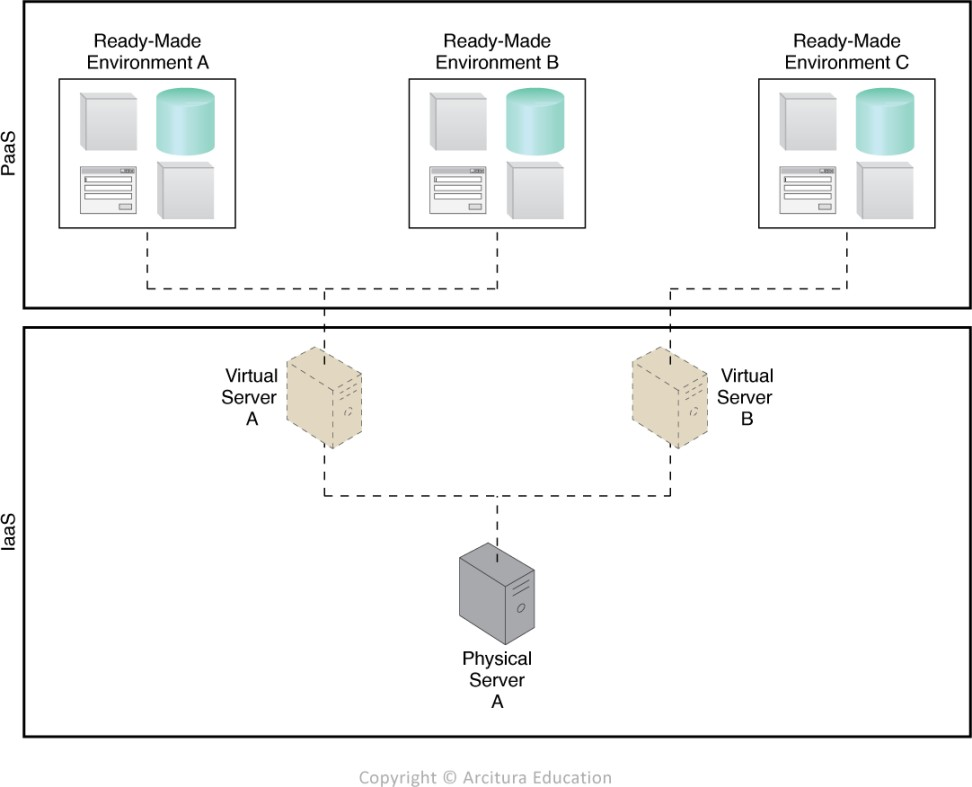 PaaS
Ready-Made
Environment A
Ready-Made
Environment B
Ready-Made
Environment C
IaaS
Virtual
Server
A
Virtual
Server
B
Physical
Server
A
Copyright © Arcitura Education